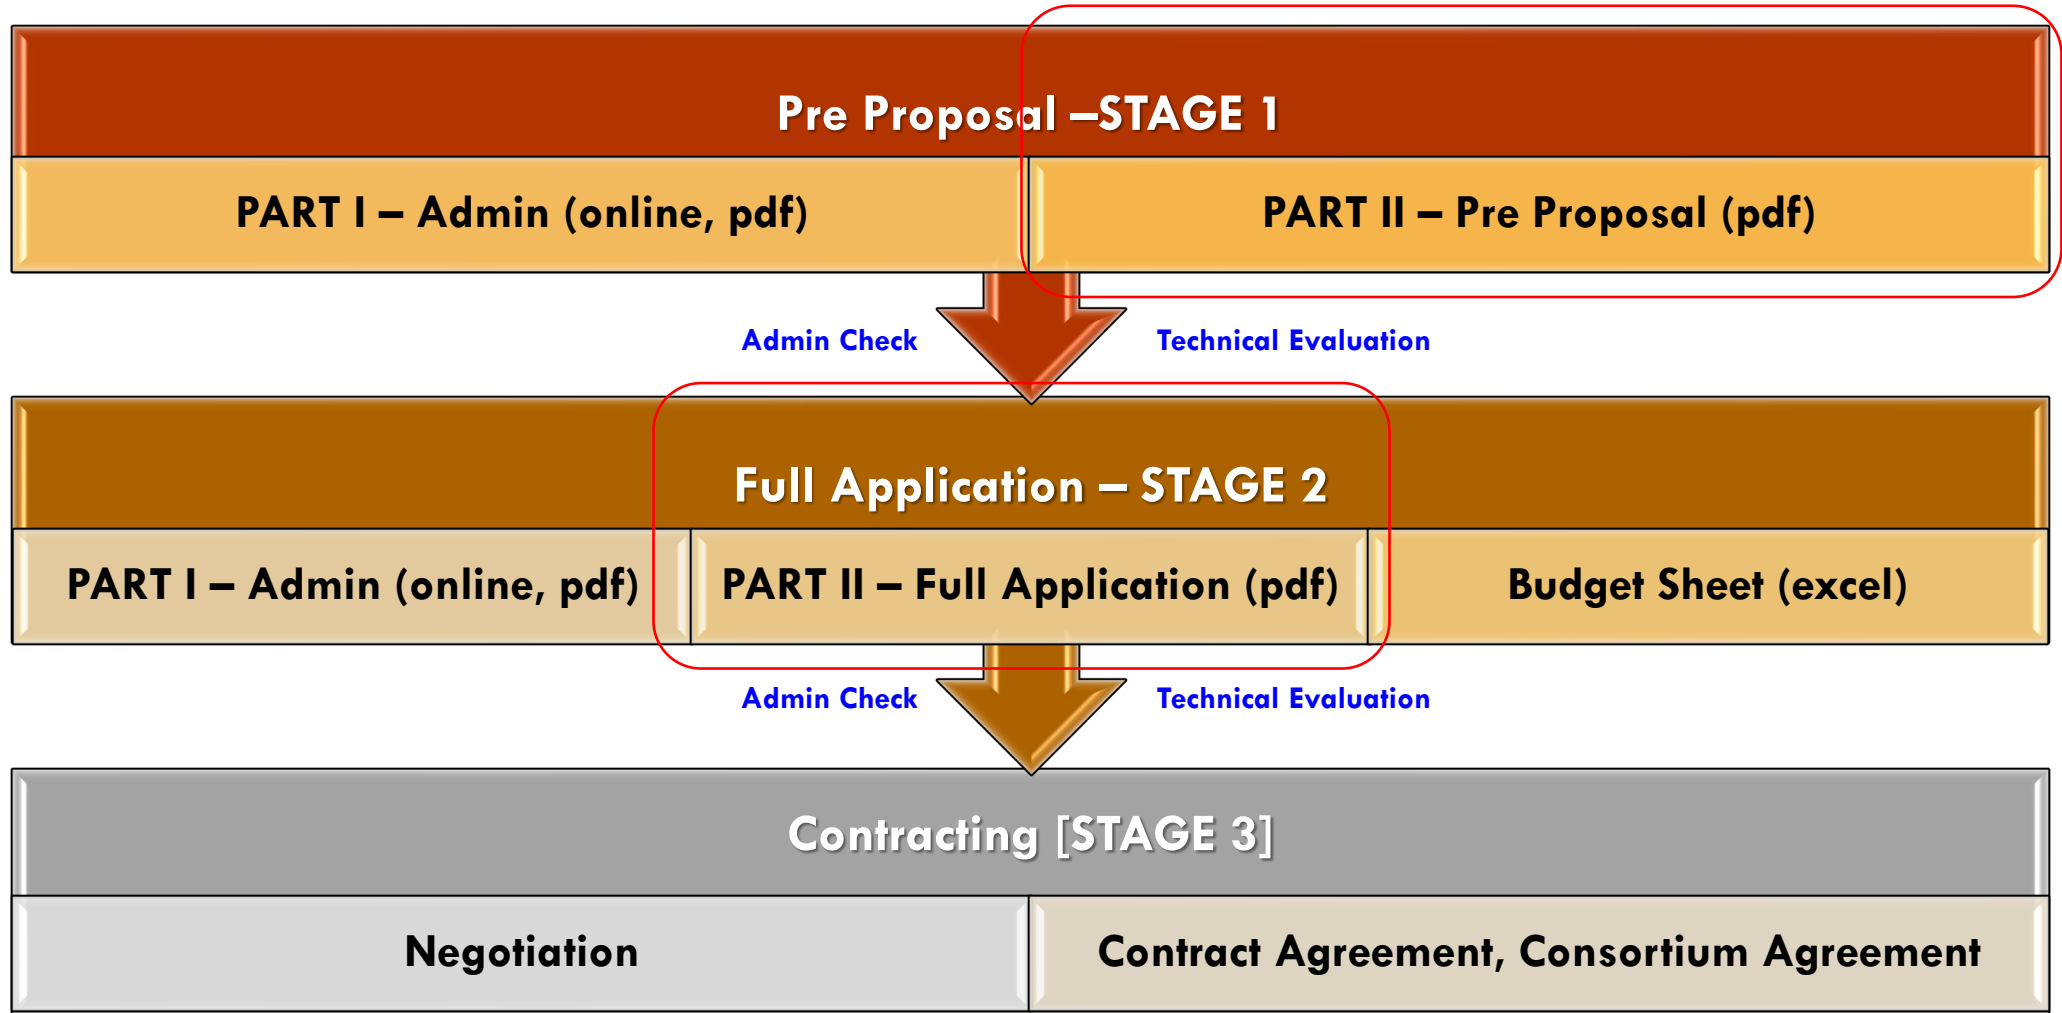 Pre Proposal –STAGE 1
PART I – Admin (online, pdf)
PART II – Pre Proposal (pdf)
Admin Check
Technical Evaluation
Full Application – STAGE 2
PART I – Admin (online, pdf)
PART II – Full Application (pdf)
Budget Sheet (excel)
Admin Check
Technical Evaluation
Contracting [STAGE 3]
Negotiation
Contract Agreement, Consortium Agreement